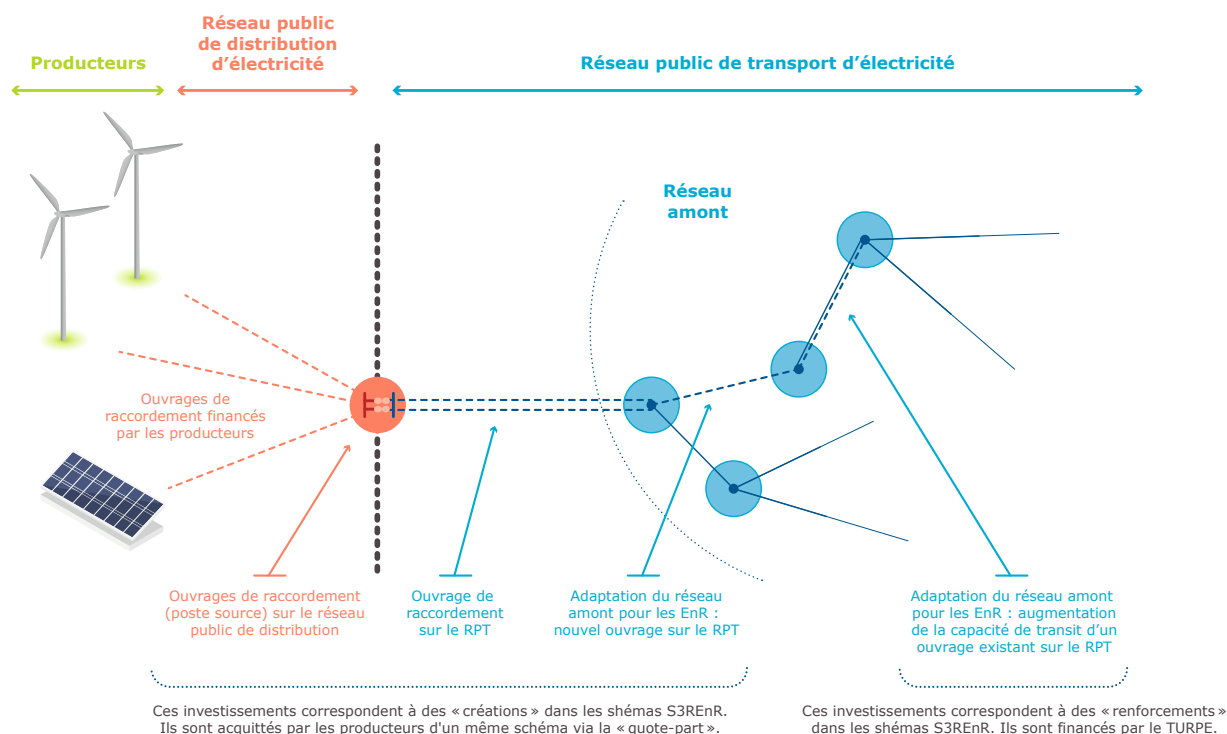 Producteurs
Réseau public
de distribution
d’électricité
Réseau public de transport d’électricité
Réseau
amont
Ouvrages de
raccordement financés
par les producteurs
Ouvrages de raccordement
(poste source) sur le réseau
public de distribution
Ouvrage de
raccordement
sur le RPT
Adaptation du réseau
amont pour les EnR :
nouvel ouvrage sur le RPT
Adaptation du réseau amont
pour les EnR : augmentation
de la capacité de transit d’un
ouvrage existant sur le RPT
Ces investissements correspondent à des « créations » dans les shémas S3REnR.
Ils sont acquittés par les producteurs d'un même schéma via la « quote-part ».
Ces investissements correspondent à des « renforcements »
dans les shémas S3REnR. Ils sont financés par le TURPE.